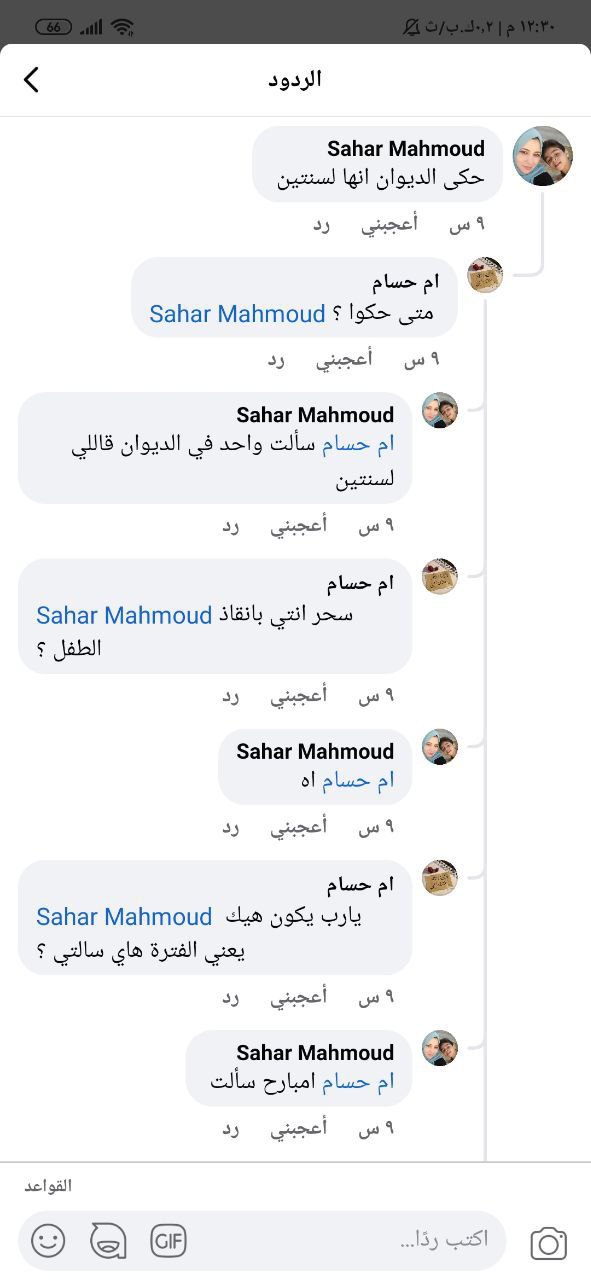 ١٢:٣٠ م | ٠,٢ك.ب/ث
66
الردود
Sahar Mahmoud
حكى الديوان انها لسنتين
٩ س أعجبني رد
ام حسام
Sahar Mahmoud متى حكوا ؟
٩ س أعجبني رد
Sahar Mahmoud
ام حسام سألت واحد في الديوان قاللي
لسنتين
٩ س أعجبني رد
ام حسام
Sahar Mahmoud سحر انتي بانقاذ
الطفل ؟
٩ س أعجبني رد
Sahar Mahmoud
ام حسام اه
٩ س أعجبني رد
ام حسام
Sahar Mahmoud يارب يكون هيك
يعني الفترة هاي سالتي ؟
٩ س أعجبني رد
Sahar Mahmoud
ام حسام امبارح سألت
٩ س أعجبني رد
القواعد
اكتب ردًا...
GIF